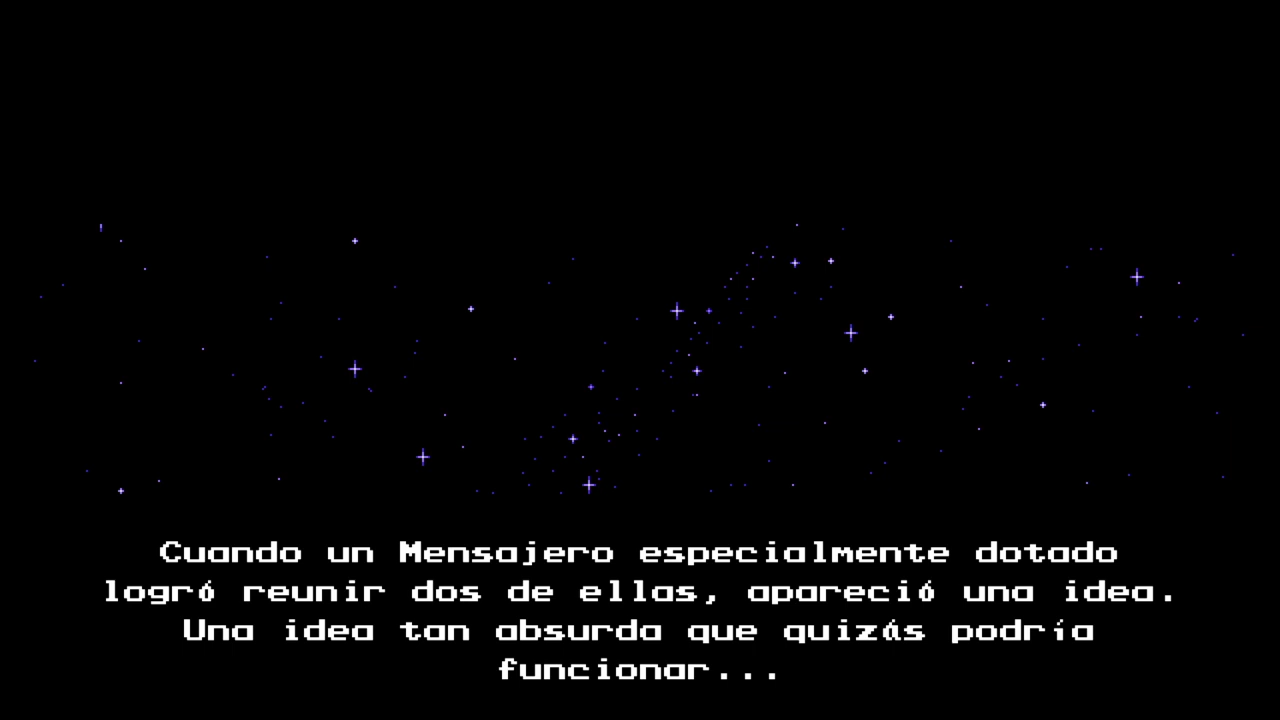 Cuando un Mensajero especialmente dotado
logró reunir dos de ellas, apareció una idea.
Una idea tan absurda que quizás podría
funcionar...